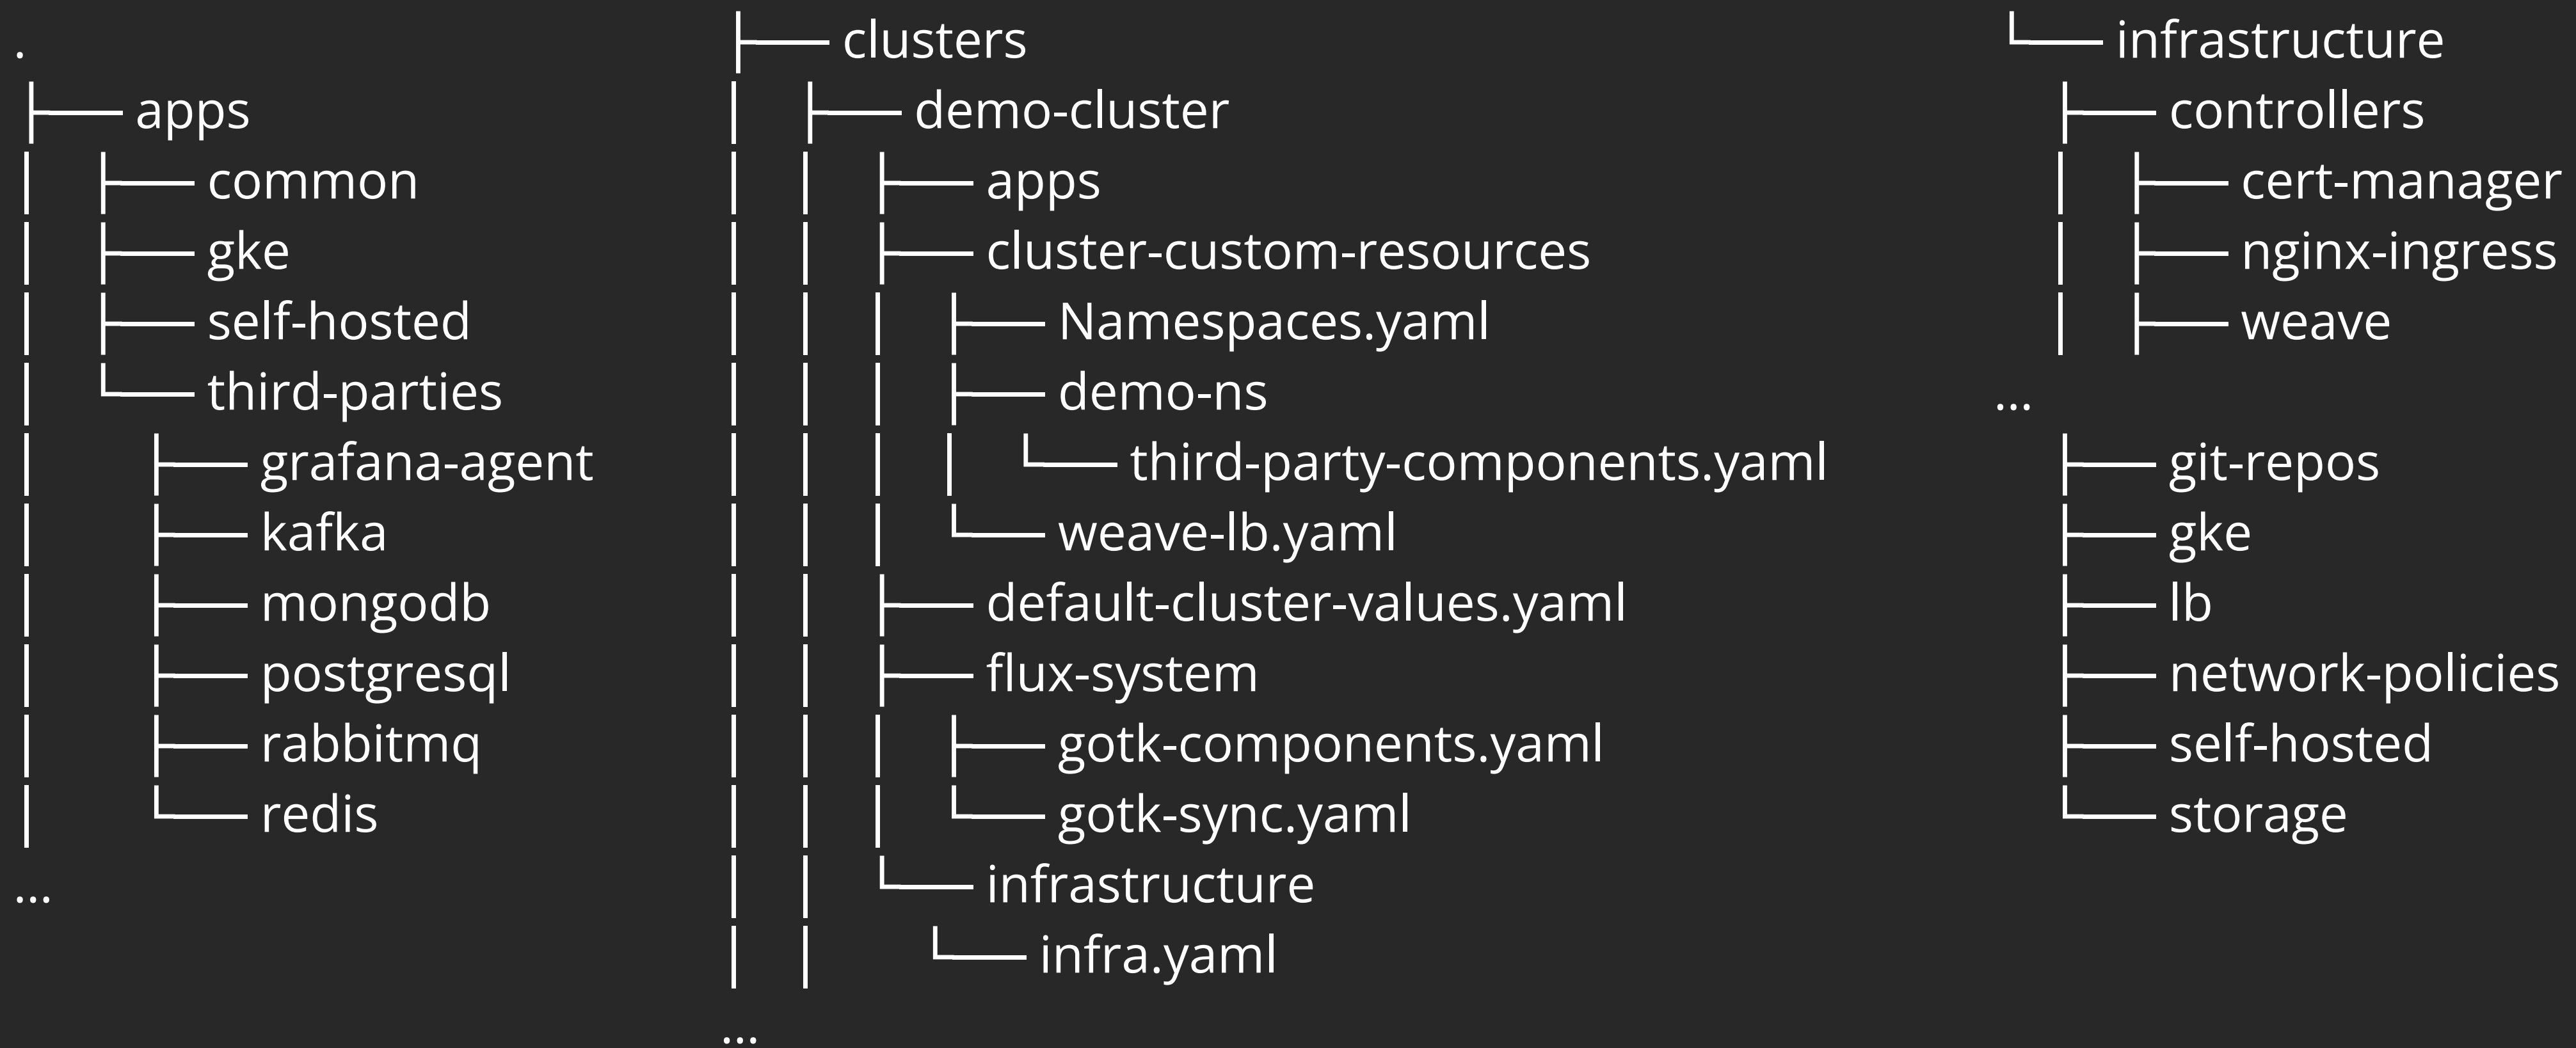 .
├── apps
│   ├── common
│   ├── gke
│   ├── self-hosted
│   └── third-parties
│       ├── grafana-agent
│       ├── kafka
│       ├── mongodb
│       ├── postgresql
│       ├── rabbitmq
│       └── redis
...
├── clusters
│   ├── demo-cluster
│   │   ├── apps
│   │   ├── cluster-custom-resources
│   │   │   ├── Namespaces.yaml
│   │   │   ├── demo-ns
│   │   │   │   └── third-party-components.yaml
│   │   │   └── weave-lb.yaml
│   │   ├── default-cluster-values.yaml
│   │   ├── flux-system
│   │   │   ├── gotk-components.yaml
│   │   │   └── gotk-sync.yaml
│   │   └── infrastructure
│   │       └── infra.yaml
...
└── infrastructure
    ├── controllers
    │   ├── cert-manager
    │   ├── nginx-ingress
    │   ├── weave
...
    ├── git-repos
    ├── gke
    ├── lb
    ├── network-policies
    ├── self-hosted
    └── storage